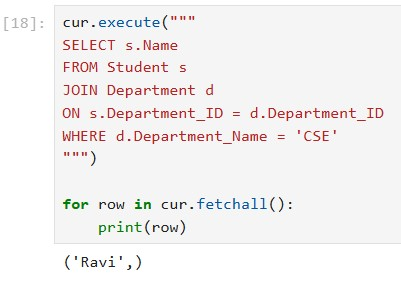 [18]: cur.execute("""
SELECT s.Name
FROM Student s
JOIN Department d
ON s.Department_ID = d.Department_ID
WHERE d.Department_Name = 'CSE'
""")

for row in cur.fetchall():
    print(row)
('Ravi',)